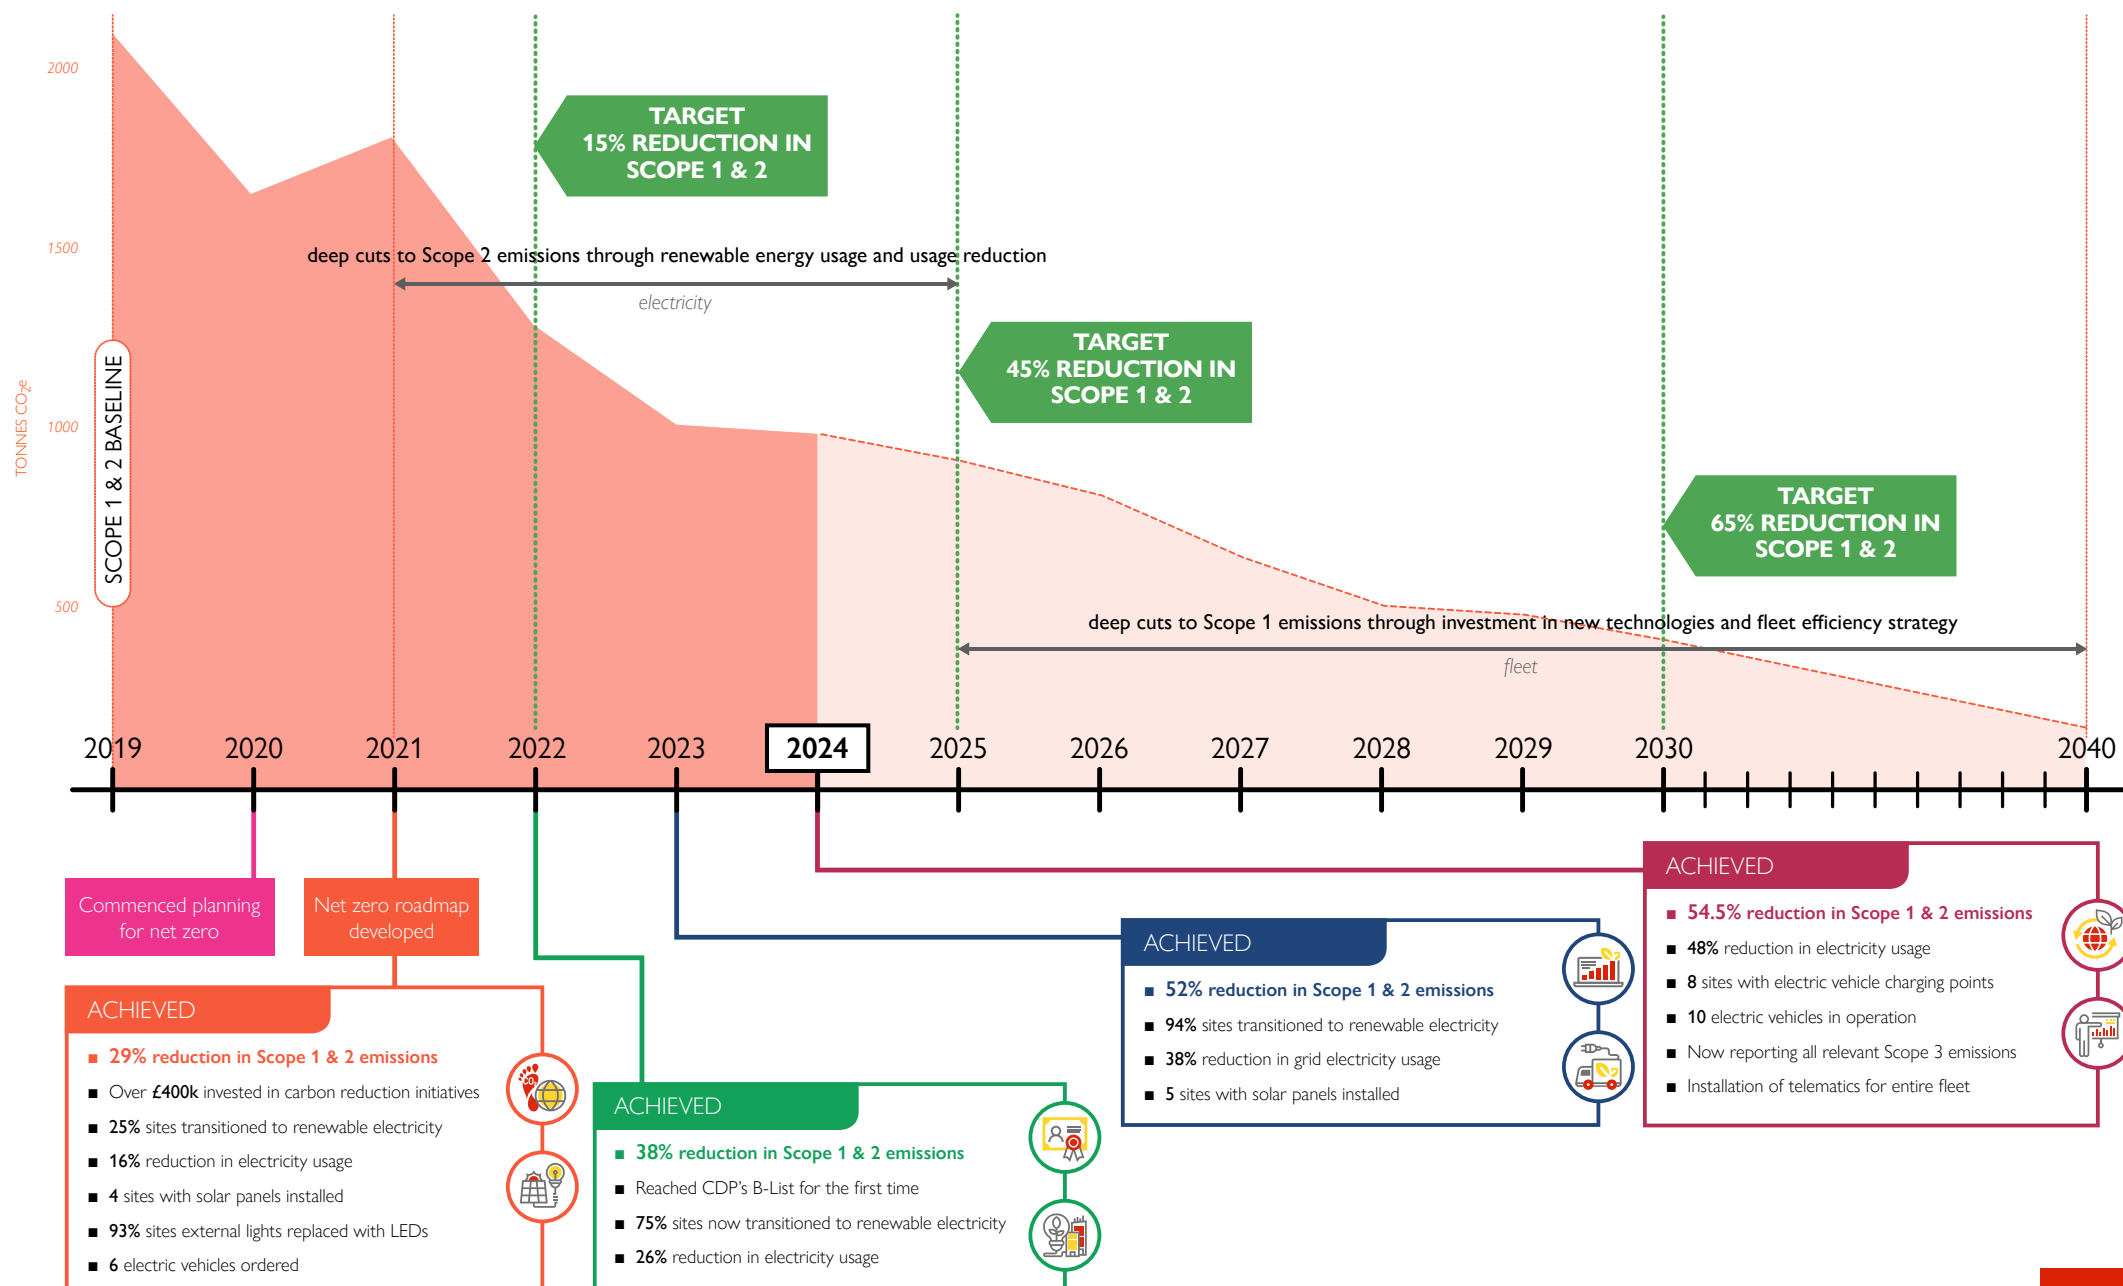 2000
1500
1000
500
TONNES CO2e
SCOPE 1 & 2 BASELINE
TARGET
15% REDUCTION IN
SCOPE 1 & 2
deep cuts to Scope 2 emissions through renewable energy usage and usage reduction
electricity
TARGET
45% REDUCTION IN
SCOPE 1 & 2
TARGET
65% REDUCTION IN
SCOPE 1 & 2
deep cuts to Scope 1 emissions through investment in new technologies and fleet efficiency strategy
fleet
2019 2020 2021 2022 2023 2024 2025 2026 2027 2028 2029 2030 2040
Commenced planning
for net zero
Net zero roadmap
developed
ACHIEVED
■ 29% reduction in Scope 1 & 2 emissions
■ Over £400k invested in carbon reduction initiatives
■ 25% sites transitioned to renewable electricity
■ 16% reduction in electricity usage
■ 4 sites with solar panels installed
■ 93% sites external lights replaced with LEDs
■ 6 electric vehicles ordered
CO2
ACHIEVED
■ 38% reduction in Scope 1 & 2 emissions
■ Reached CDP's B-List for the first time
■ 75% sites now transitioned to renewable electricity
■ 26% reduction in electricity usage
ACHIEVED
■ 52% reduction in Scope 1 & 2 emissions
■ 94% sites transitioned to renewable electricity
■ 38% reduction in grid electricity usage
■ 5 sites with solar panels installed
ACHIEVED
■ 54.5% reduction in Scope 1 & 2 emissions
■ 48% reduction in electricity usage
■ 8 sites with electric vehicle charging points
■ 10 electric vehicles in operation
■ Now reporting all relevant Scope 3 emissions
■ Installation of telematics for entire fleet